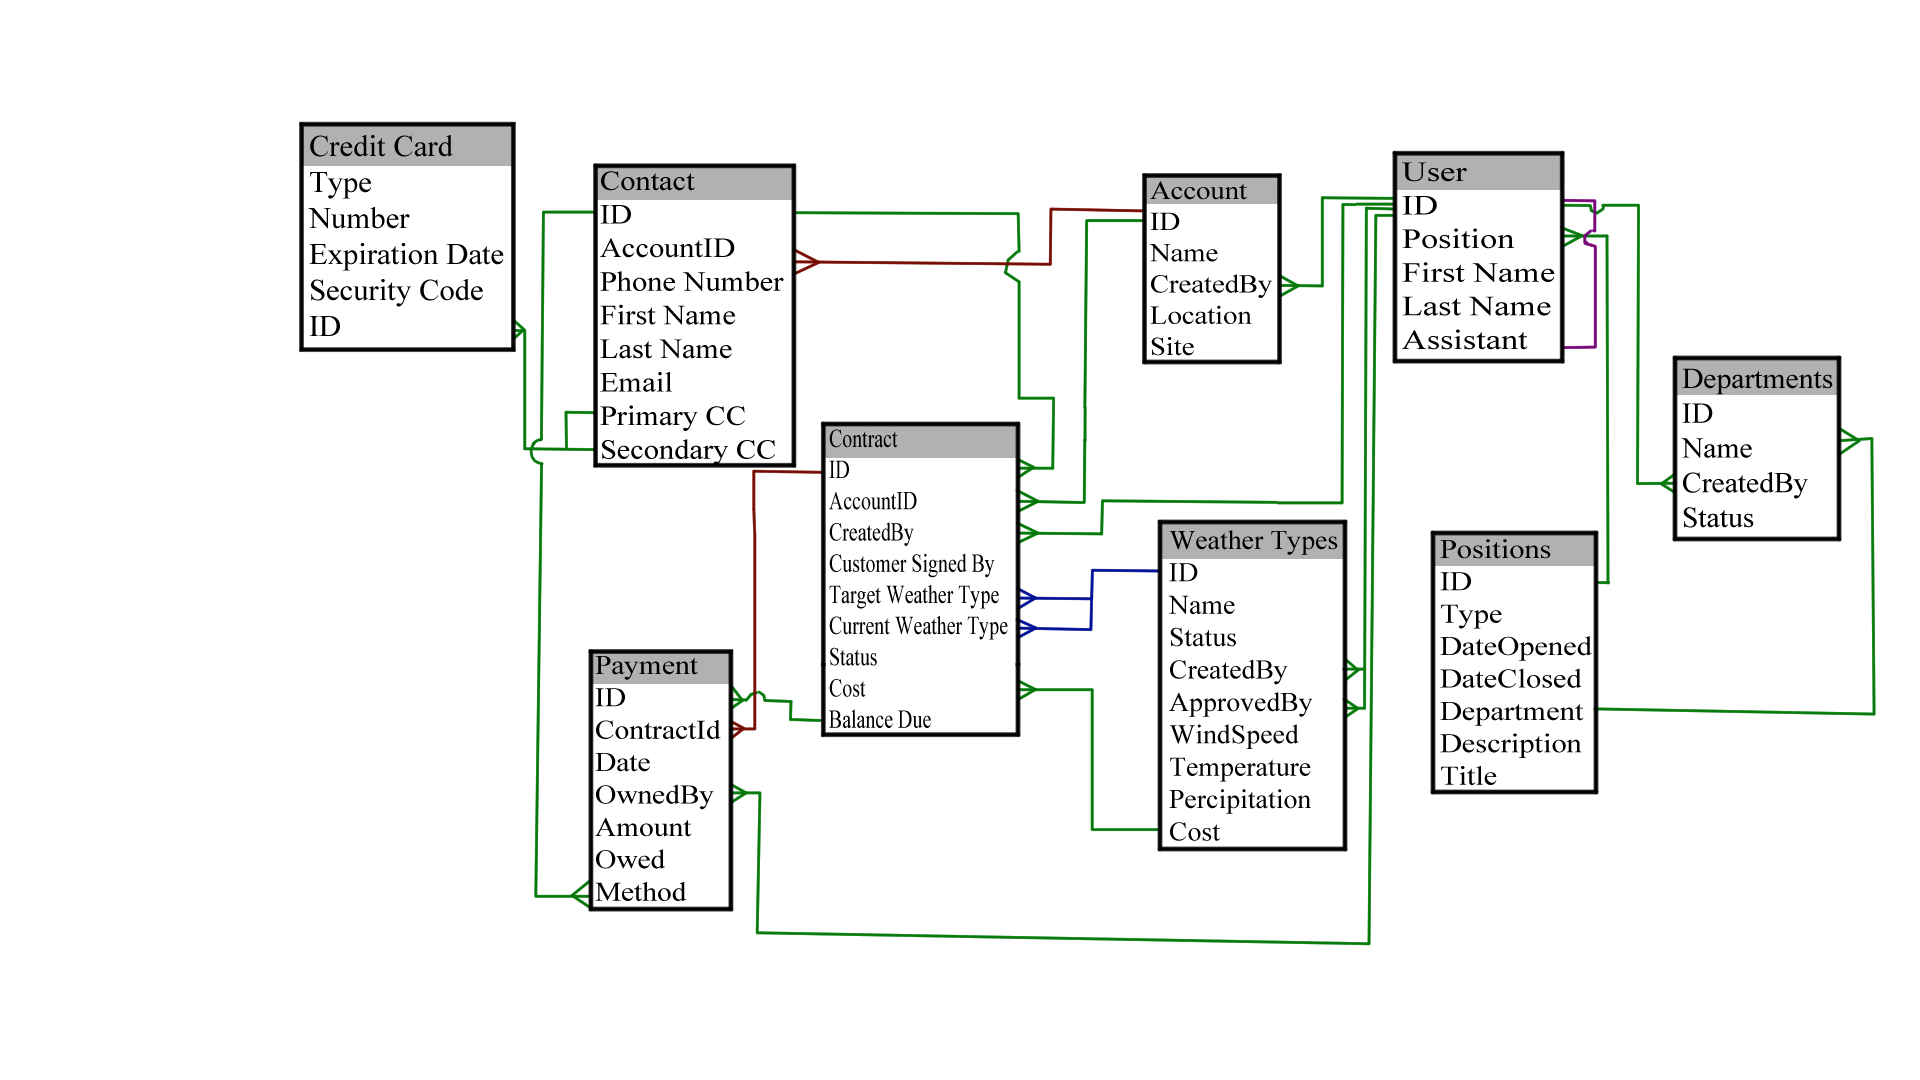 Credit Card
Type
Number
Expiration Date
Security Code
ID
Contact
ID
AccountID
Phone Number
First Name
Last Name
Email
Primary CC
Secondary CC
Account
ID
Name
CreatedBy
Location
Site
User
ID
Position
First Name
Last Name
Assistant
Departments
ID
Name
CreatedBy
Status
Contract
ID
AccountID
CreatedBy
Customer Signed By
Target Weather Type
Current Weather Type
Status
Cost
Balance Due
Weather Types
ID
Name
Status
CreatedBy
ApprovedBy
WindSpeed
Temperature
Percipitation
Cost
Positions
ID
Type
DateOpened
DateClosed
Department
Description
Title
Payment
ID
ContractId
Date
OwnedBy
Amount
Owed
Method